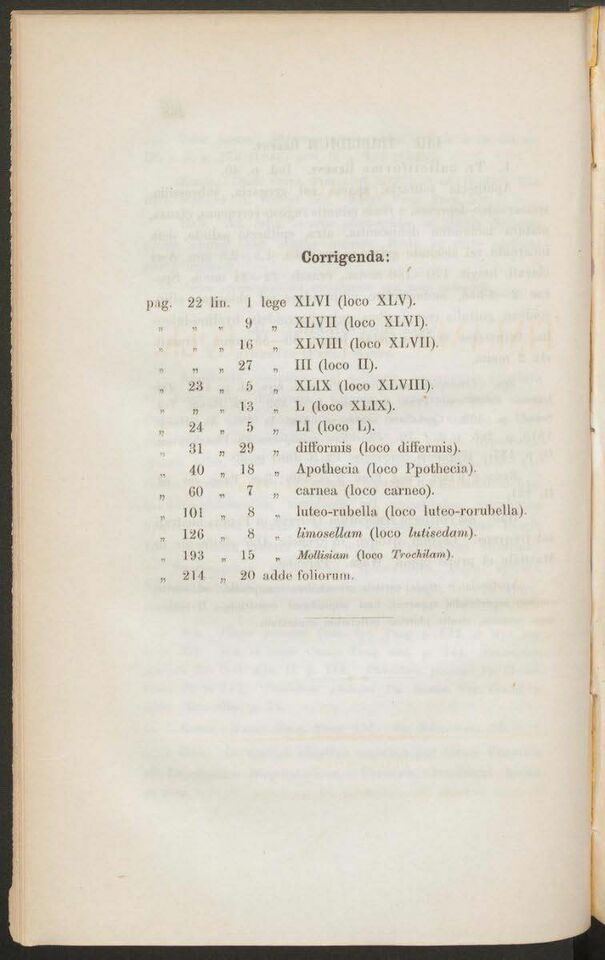 Corrigenda:
pag. 22 lin. 1 lege XLVI (loco XLV).
„ „ „ 9 „ XLVII (loco XLVI).
„ „ „ 16 „ XLVIII (loco XLVII).
„ „ „ 27 „ III (loco II).
„ 23 „ 5 „ XLIX (loco XLVIII).
„ „ „ 13 „ L (loco XLIX).
„ 24 „ 5 „ LI (loco L).
„ 31 „ 29 „ difformis (loco differmis).
„ 40 „ 18 „ Apothecia (loco Ppothecia).
„ 60 „ 7 „ carnea (loco carneo).
„ 101 „ 8 „ luteo-rubella (loco luteo-rorubella).
„ 126 „ 8 „ limosellam (loco lutisedam).
„ 193 „ 15 „ Mollisiam (loco Trochilam).
„ 214 „ 20 adde foliorum.